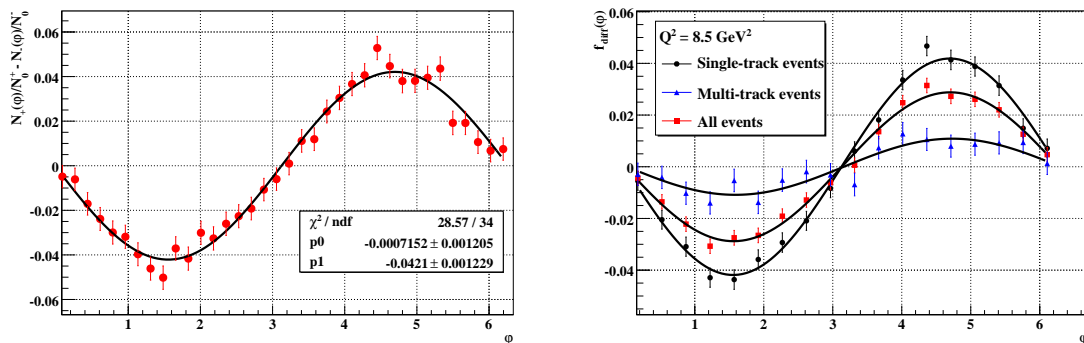 N₊(φ)/N₀⁺ - N₋(φ)/N₀⁻
0.06
0.04
0.02
0
-0.02
-0.04
-0.06
χ² / ndf 28.57 / 34
p0 -0.0007152 ± 0.001205
p1 -0.0421 ± 0.001229
1 2 3 4 5 6
φ
f_diff(φ)
0.06
0.04
0.02
0
-0.02
-0.04
Q² = 8.5 GeV²
Single-track events
Multi-track events
All events
1 2 3 4 5 6
φ